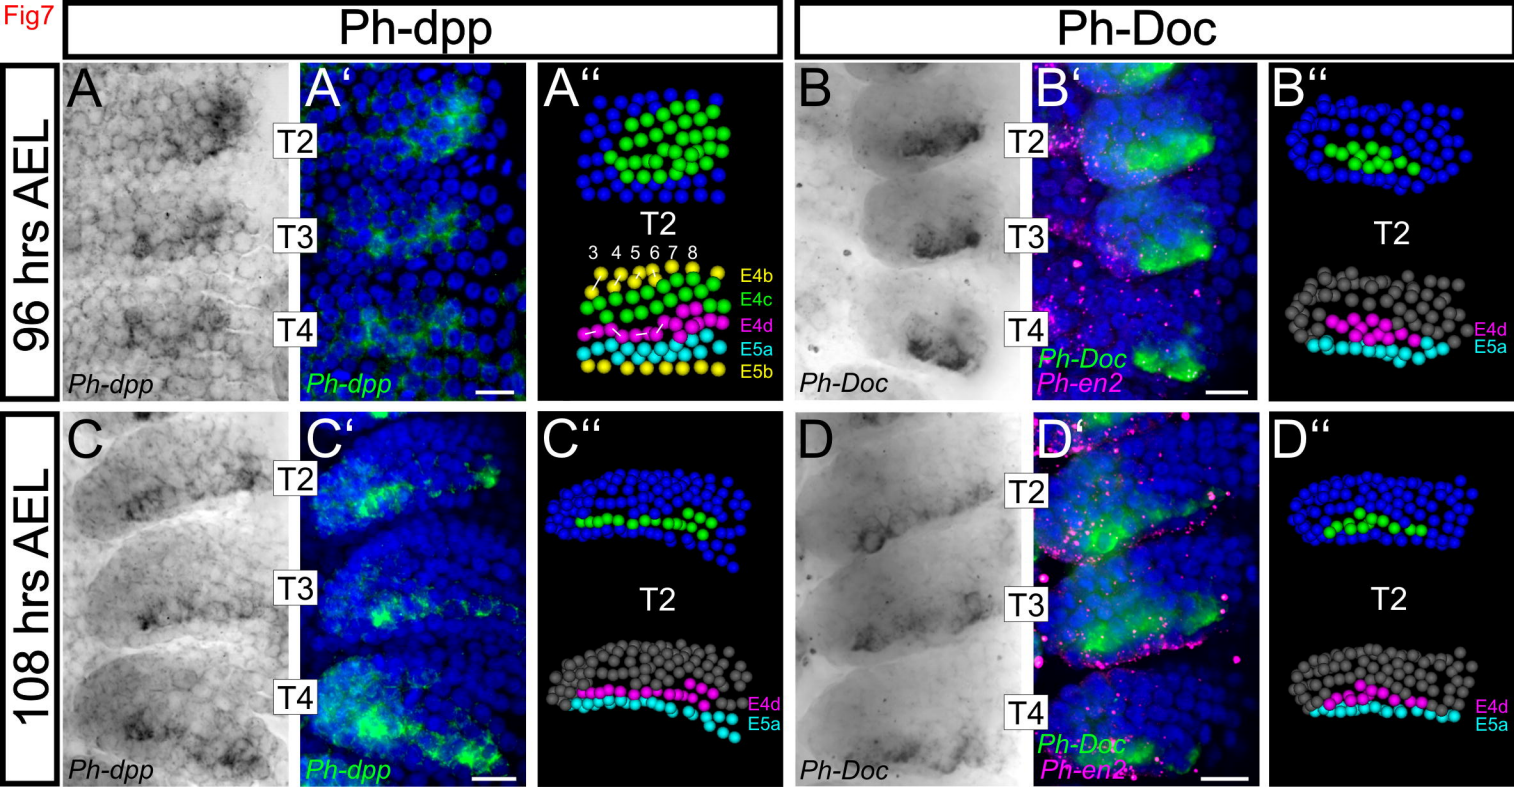 Fig7
Ph-dpp
Ph-Doc
96 hrs AEL
A
A‘
A‘‘
B
B‘
B‘‘
T2
T3
T4
T2
3 4 5 6 7 8
E4b
E4c
E4d
E5a
E5b
Ph-dpp
Ph-dpp
T2
T3
T4
T2
E4d
E5a
Ph-Doc
Ph-Doc
Ph-en2
108 hrs AEL
C
C‘
C‘‘
D
D‘
D‘‘
T2
T3
T4
T2
E4d
E5a
Ph-dpp
Ph-dpp
T2
T3
T4
T2
E4d
E5a
Ph-Doc
Ph-Doc
Ph-en2